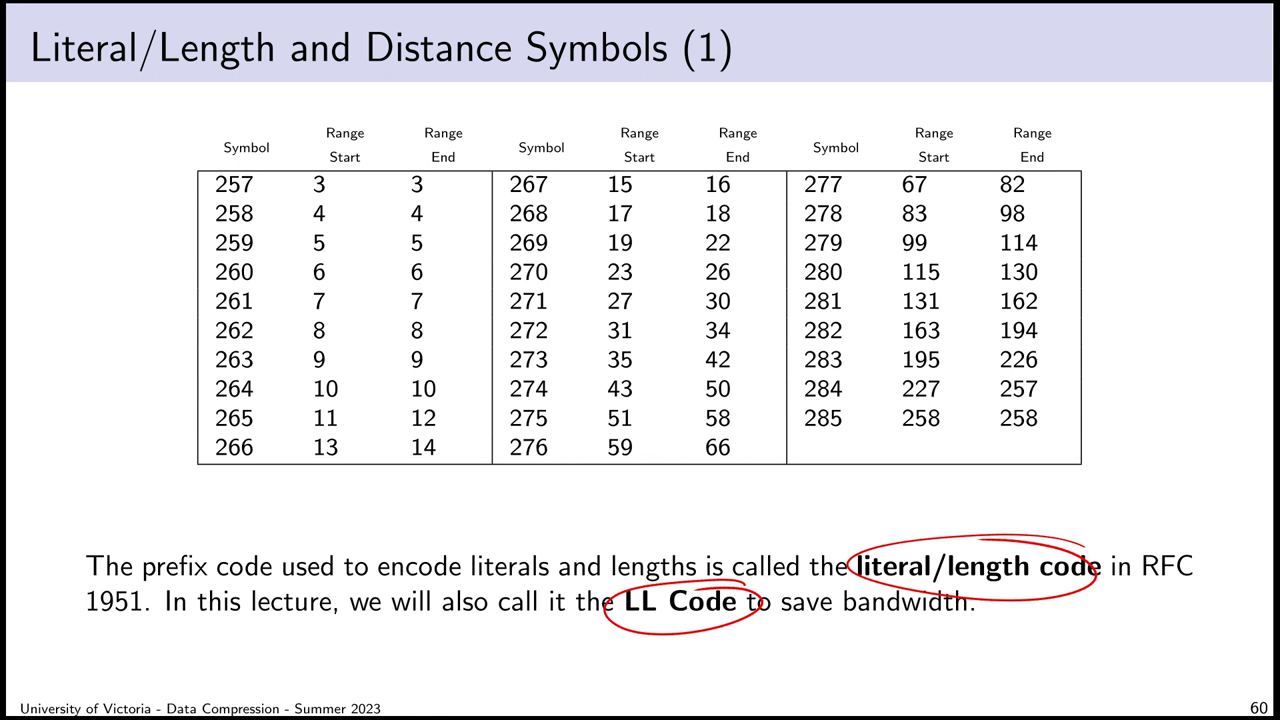 Literal/Length and Distance Symbols (1)
Symbol Range Start Range End Symbol Range Start Range End Symbol Range Start Range End
257 3 3 267 15 16 277 67 82
258 4 4 268 17 18 278 83 98
259 5 5 269 19 22 279 99 114
260 6 6 270 23 26 280 115 130
261 7 7 271 27 30 281 131 162
262 8 8 272 31 34 282 163 194
263 9 9 273 35 42 283 195 226
264 10 10 274 43 50 284 227 257
265 11 12 275 51 58 285 258 258
266 13 14 276 59 66
The prefix code used to encode literals and lengths is called the literal/length code in RFC
1951. In this lecture, we will also call it the LL Code to save bandwidth.
University of Victoria - Data Compression - Summer 2023 60